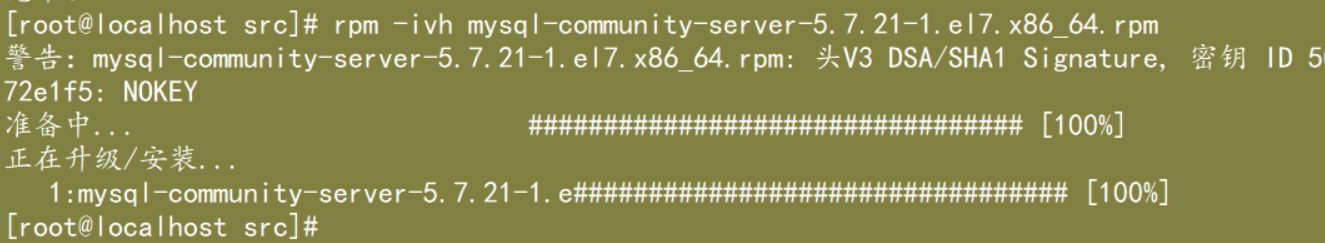 [root@localhost src]# rpm -ivh mysql-community-server-5.7.21-1.el7.x86_64.rpm
警告：mysql-community-server-5.7.21-1.el7.x86_64.rpm: 头V3 DSA/SHA1 Signature, 密钥 ID 50
72e1f5: NOKEY
准备中... ################################# [100%]
正在升级/安装...
1:mysql-community-server-5.7.21-1.e################################# [100%]
[root@localhost src]#